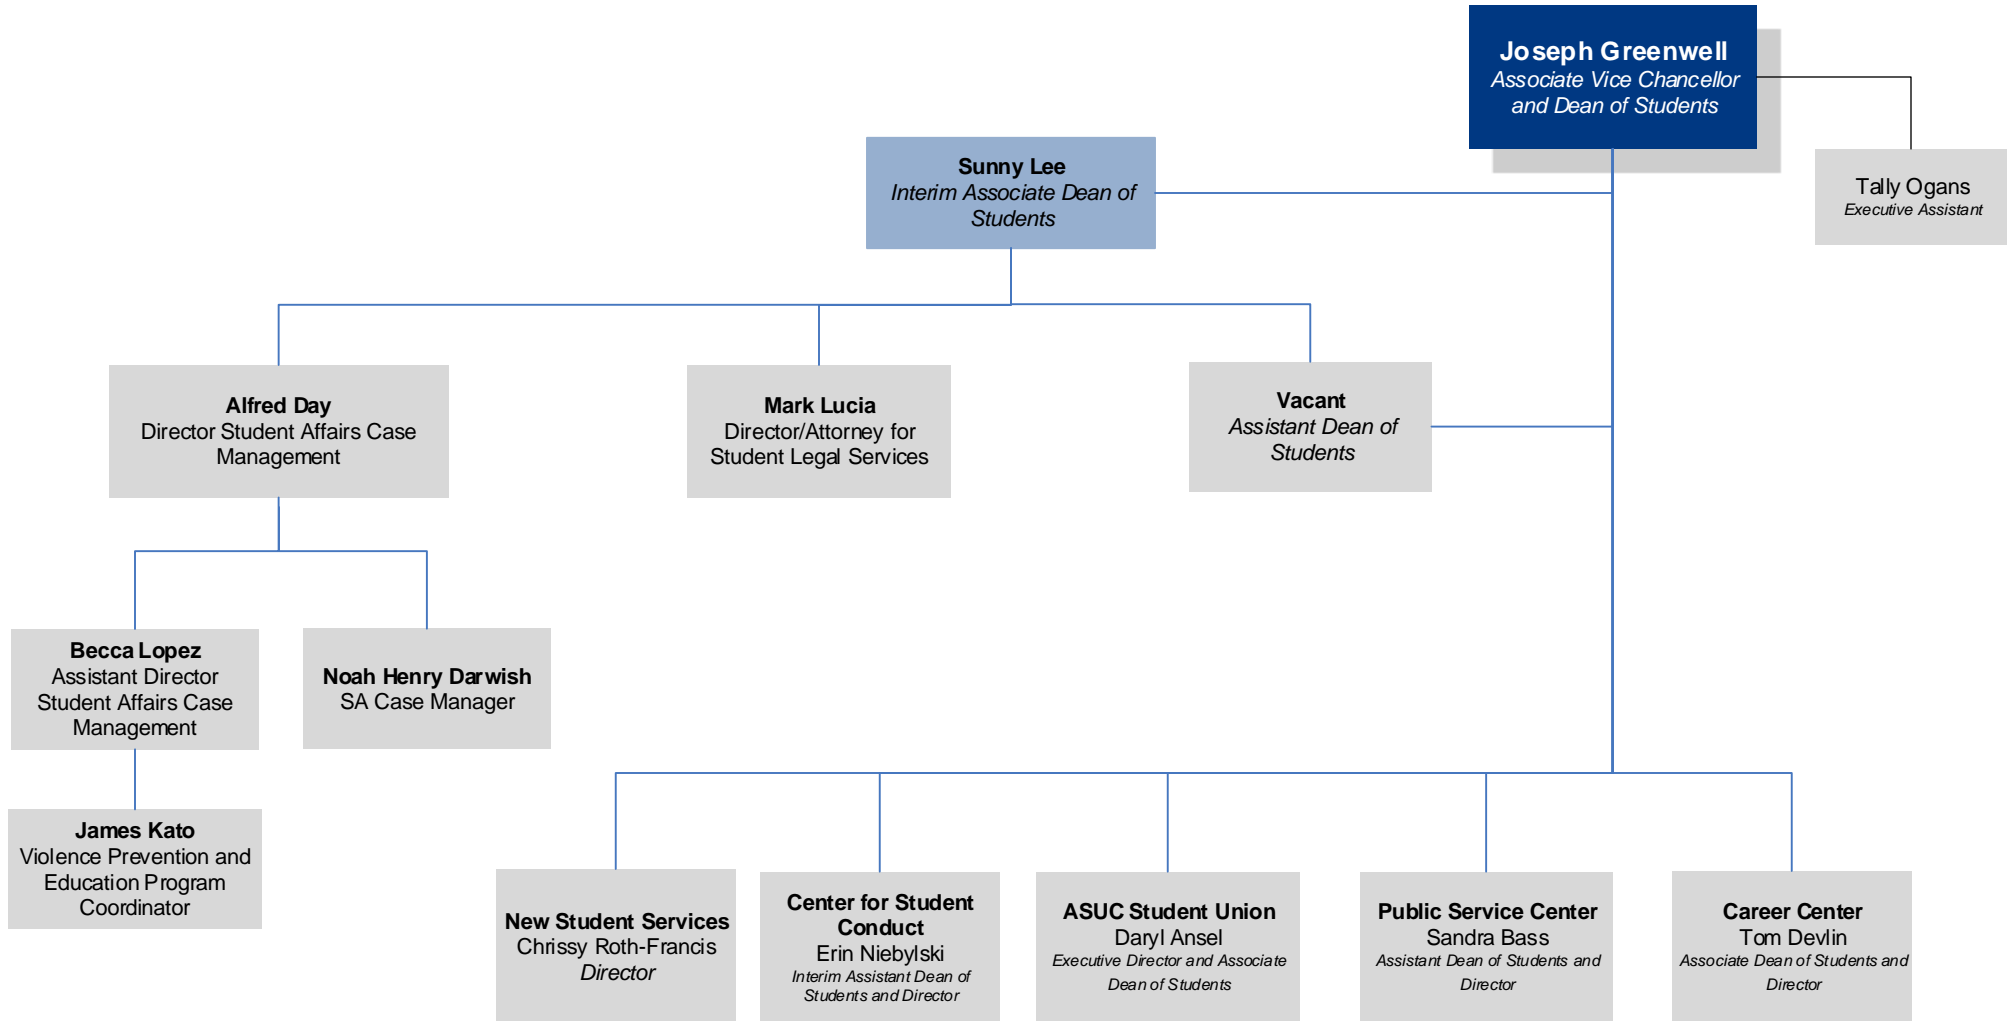 Joseph Greenwell
Associate Vice Chancellor
and Dean of Students
Tally Ogans
Executive Assistant
Sunny Lee
Interim Associate Dean of
Students
Alfred Day
Director Student Affairs Case
Management
Mark Lucia
Director/Attorney for
Student Legal Services
Vacant
Assistant Dean of
Students
Becca Lopez
Assistant Director
Student Affairs Case
Management
Noah Henry Darwish
SA Case Manager
James Kato
Violence Prevention and
Education Program
Coordinator
New Student Services
Chrissy Roth-Francis
Director
Center for Student
Conduct
Erin Niebylski
Interim Assistant Dean of
Students and Director
ASUC Student Union
Daryl Ansel
Executive Director and Associate
Dean of Students
Public Service Center
Sandra Bass
Assistant Dean of Students and
Director
Career Center
Tom Devlin
Associate Dean of Students and
Director